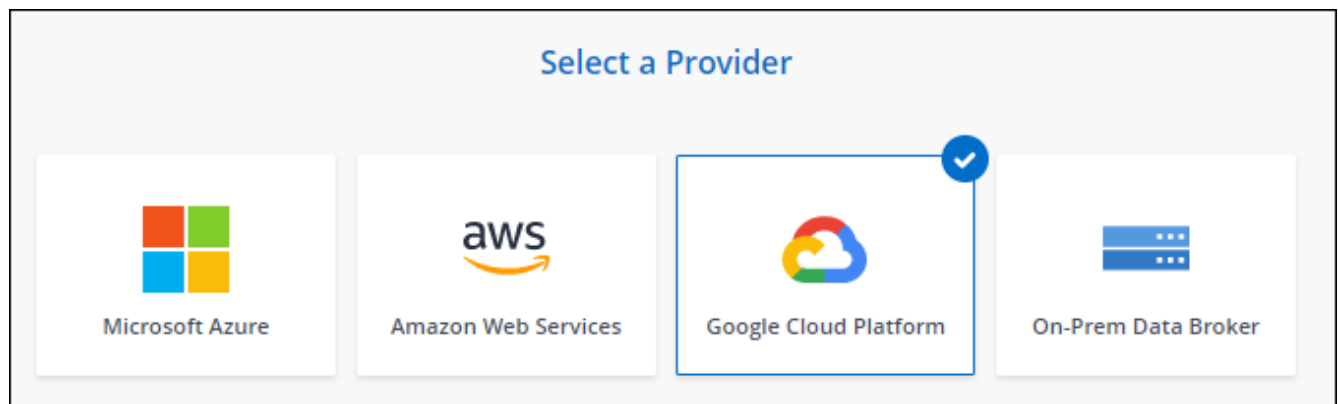 Select a Provider
aws
Microsoft Azure
Amazon Web Services
Google Cloud Platform
On-Prem Data Broker